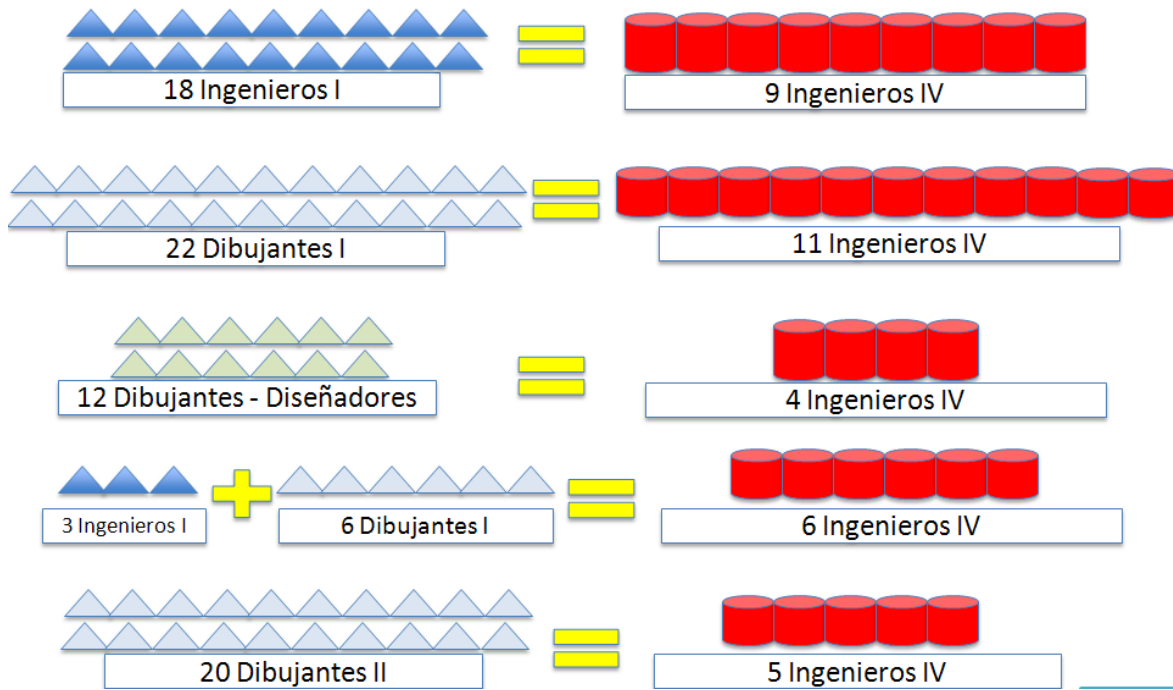 18 Ingenieros I
9 Ingenieros IV
22 Dibujantes I
11 Ingenieros IV
12 Dibujantes - Diseñadores
4 Ingenieros IV
3 Ingenieros I
6 Dibujantes I
6 Ingenieros IV
20 Dibujantes II
5 Ingenieros IV